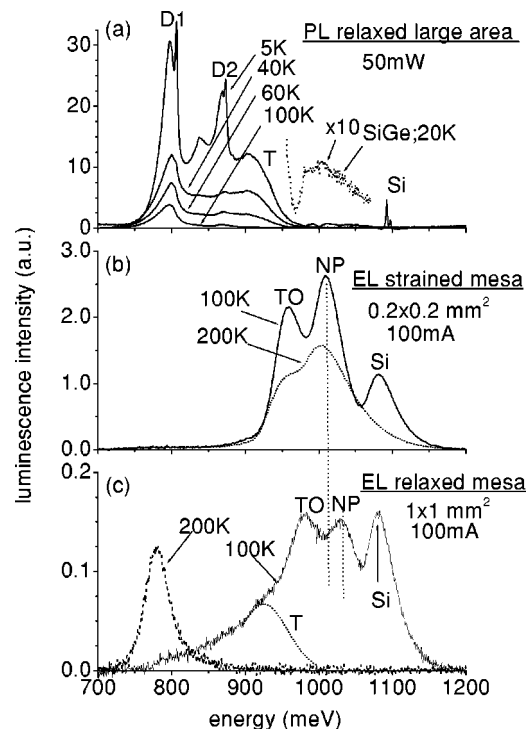 (a)
PL relaxed large area
50mW
D1
D2
5K
40K
60K
100K
T
x10
SiGe;20K
Si
30
20
10
0
(b)
EL strained mesa
0.2x0.2 mm²
100mA
NP
TO
100K
200K
Si
3.0
2.0
1.0
0.0
luminescence intensity (a.u.)
(c)
EL relaxed mesa
1x1 mm²
100mA
TO
NP
200K
100K
T
Si
0.2
0.1
0.0
700
800
900
1000
1100
1200
energy (meV)